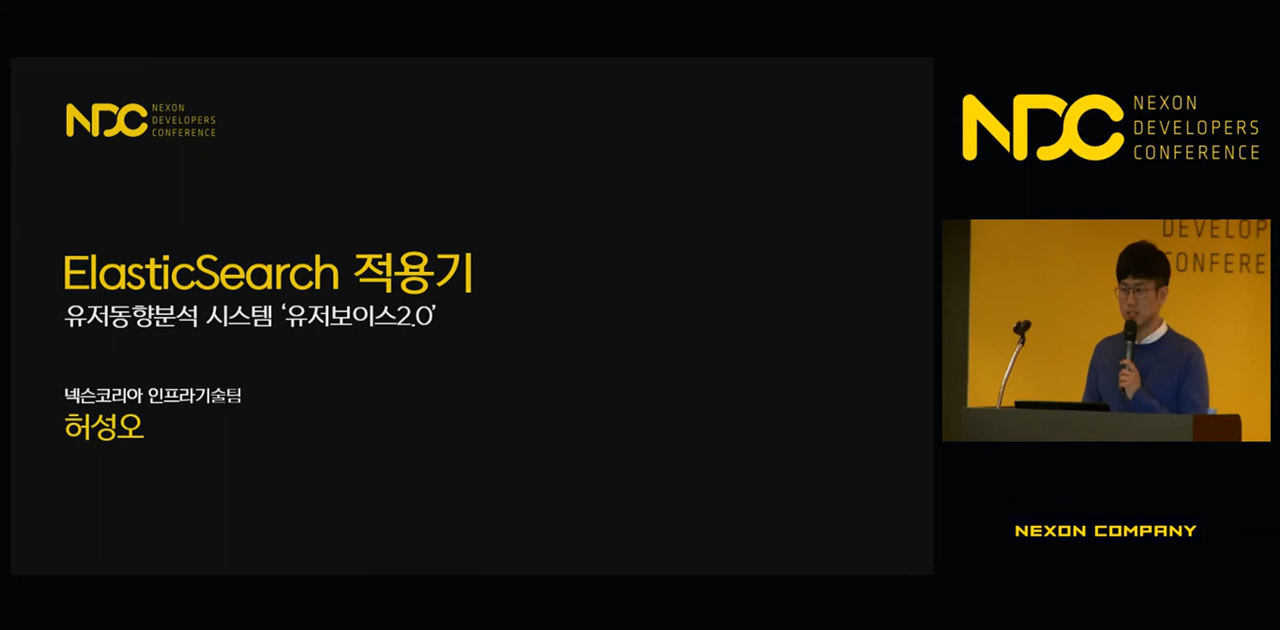 NDC
NEXON
DEVELOPERS
CONFERENCE
ElasticSearch 적용기
유저동향분석 시스템 ‘유저보이스2.0’
넥슨코리아 인프라기술팀
허성오
NDC
NEXON
DEVELOPERS
CONFERENCE
DEVELOP
CONFERE
NEXON COMPANY